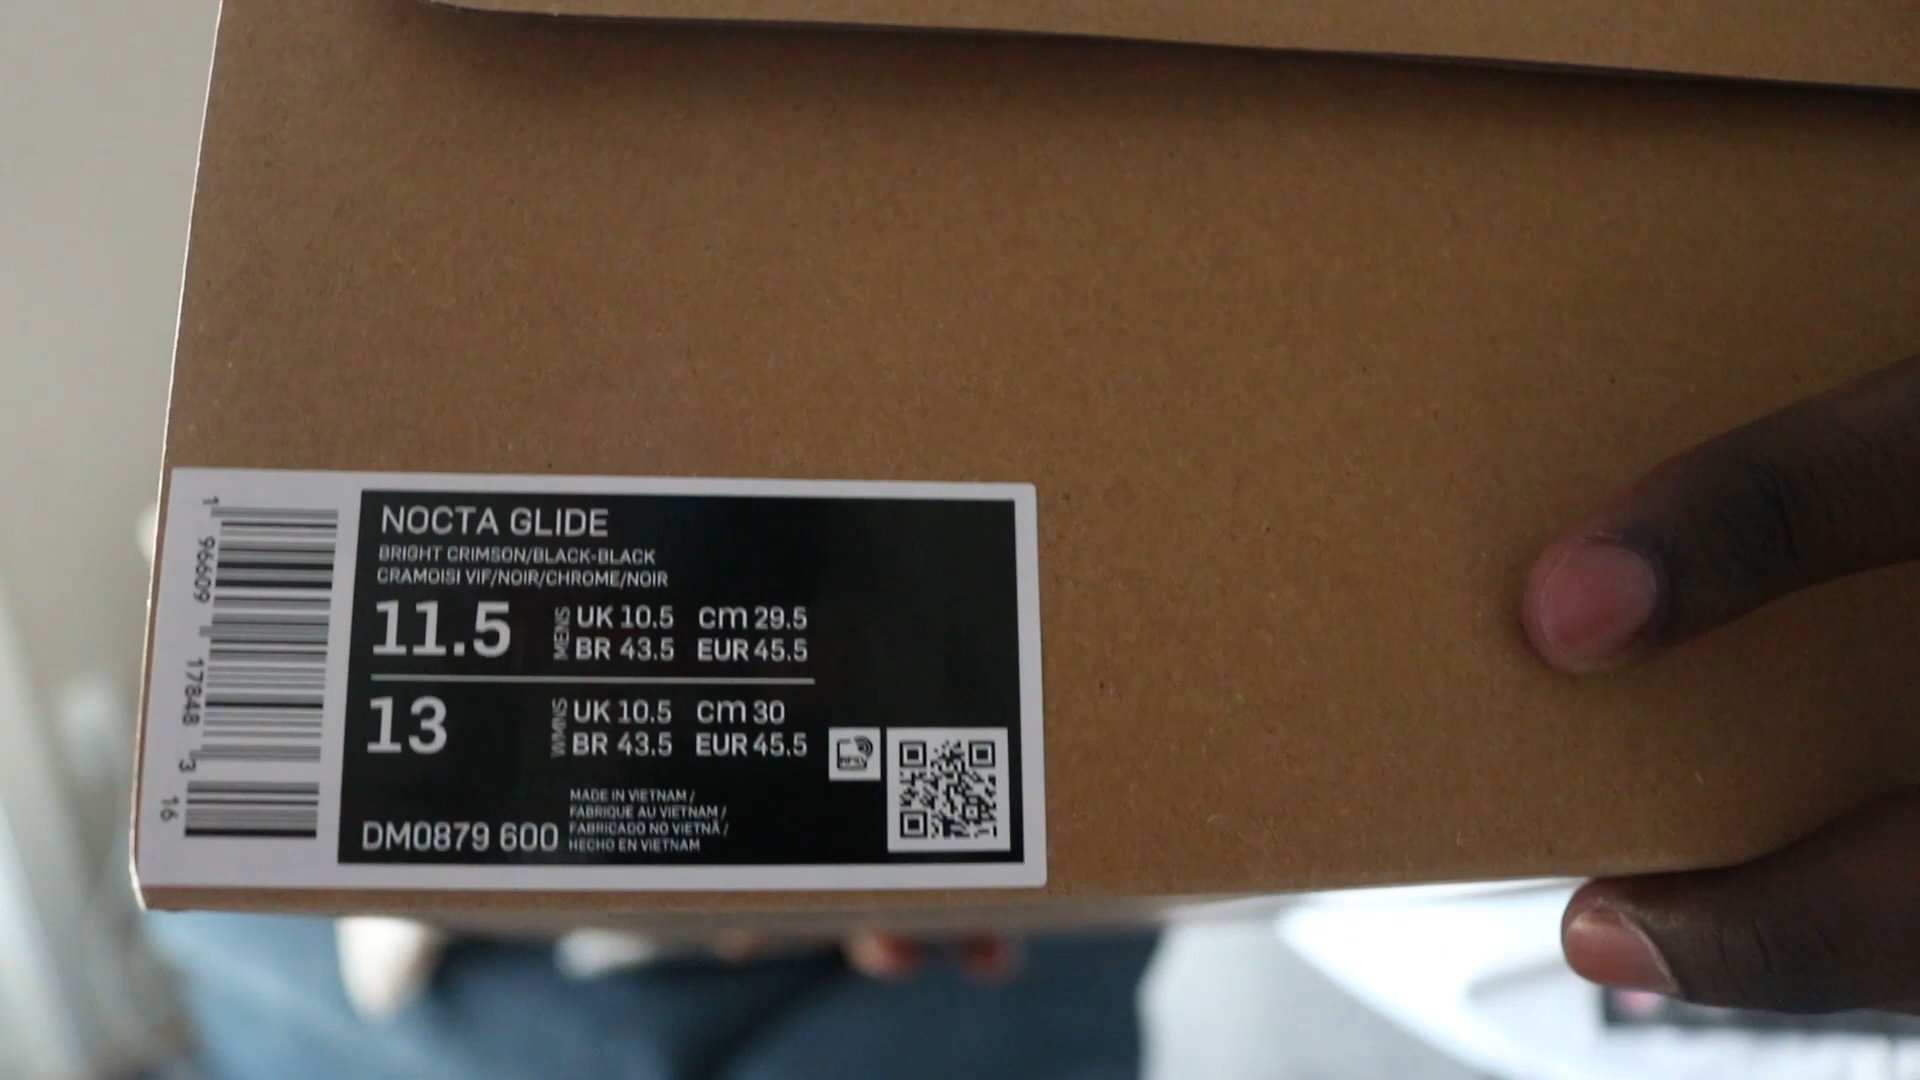 NOCTA GLIDE
BRIGHT CRIMSON/BLACK-BLACK
CRAMOISI VIF/NOIR/CHROME/NOIR
11.5 MENS UK 10.5 cm 29.5
BR 43.5 EUR 45.5
13 WMNS UK 10.5 cm 30
BR 43.5 EUR 45.5
MADE IN VIETNAM /
FABRIQUE AU VIETNAM /
FABRICADO NO VIETNÃ /
HECHO EN VIETNAM
DM0879 600
1 96609 17848 3
16